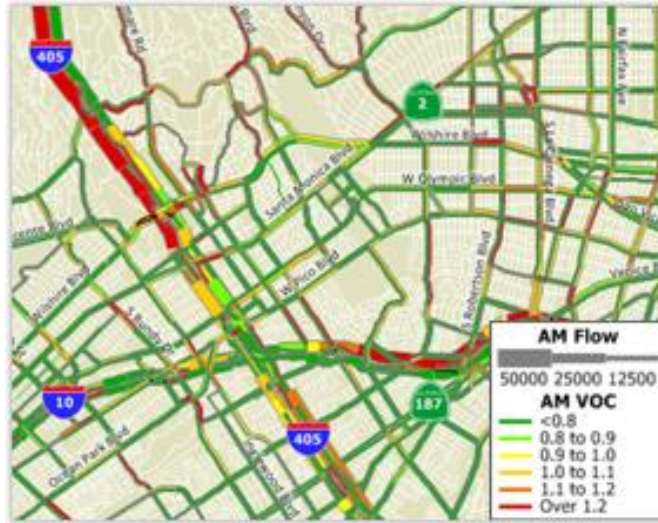 405
Blvd
2
N Fairfax Ave
Wilshire Blvd
Santa Monica Blvd
W Olympic Blvd
cente Blvd
W Pico Blvd
S Robertson Blvd
Venice B
Wilshire Blvd
S Bundy Dr
10
405
187
Ocean Park Blvd
AM Flow
50000 25000 12500
AM VOC
<0.8
0.8 to 0.9
0.9 to 1.0
1.0 to 1.1
1.1 to 1.2
Over 1.2